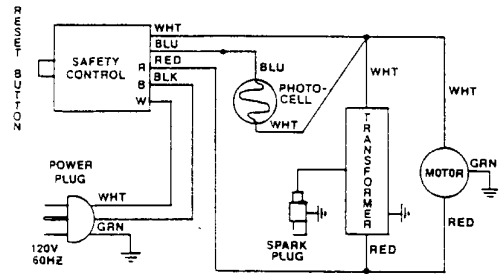 RESET BUTTON
SAFETY
CONTROL
R
B
W
WHT
BLU
RED
BLK
BLU
PHOTO-
CELL
WHT
WHT
WHT
TRANSFORMER
MOTOR
GRN
RED
RED
SPARK
PLUG
POWER
PLUG
WHT
GRN
120V
60HZ